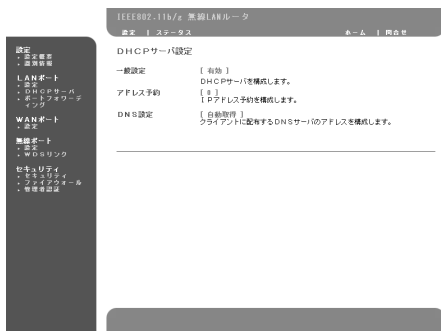 IEEE802.11b/g 無線LANルータ
設定 | ステータス
ホーム | 問合せ
設定
設定概要
識別情報
LANポート
設定
DHCPサーバ
ポートフォワーディング
WANポート
設定
無線ポート
設定
WDSリンク
セキュリティ
セキュリティ
ファイアウォール
管理者認証
DHCPサーバ設定
一般設定 [ 有効 ]
DHCPサーバを構成します。
アドレス予約 [ 0 ]
IPアドレス予約を構成します。
DNS設定 [ 自動取得 ]
クライアントに配布するDNSサーバのアドレスを構成します。